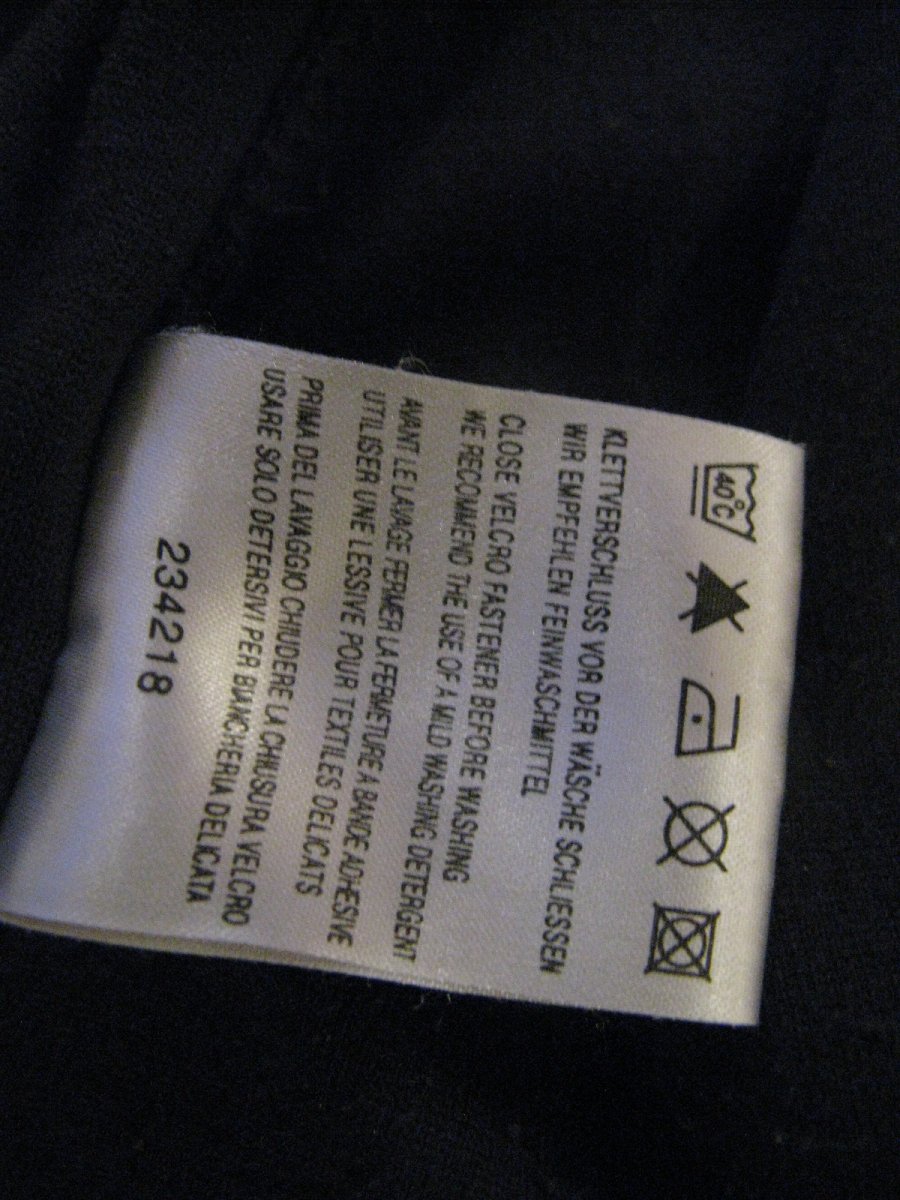 40°C
KLETTVERSCHLUSS VOR DER WÄSCHE SCHLIESSEN
WIR EMPFEHLEN FEINWASCHMITTEL
CLOSE VELCRO FASTENER BEFORE WASHING
WE RECOMMEND THE USE OF A MILD WASHING DETERGENT
AVANT LE LAVAGE FERMER LA FERMETURE A BANDE ADHESIVE
UTILISER UNE LESSIVE POUR TEXTILES DELICATS
PRIMA DEL LAVAGGIO CHIUDERE LA CHIUSURA VELCRO
USARE SOLO DETERSIVI PER BIANCHERIA DELICATA
234218